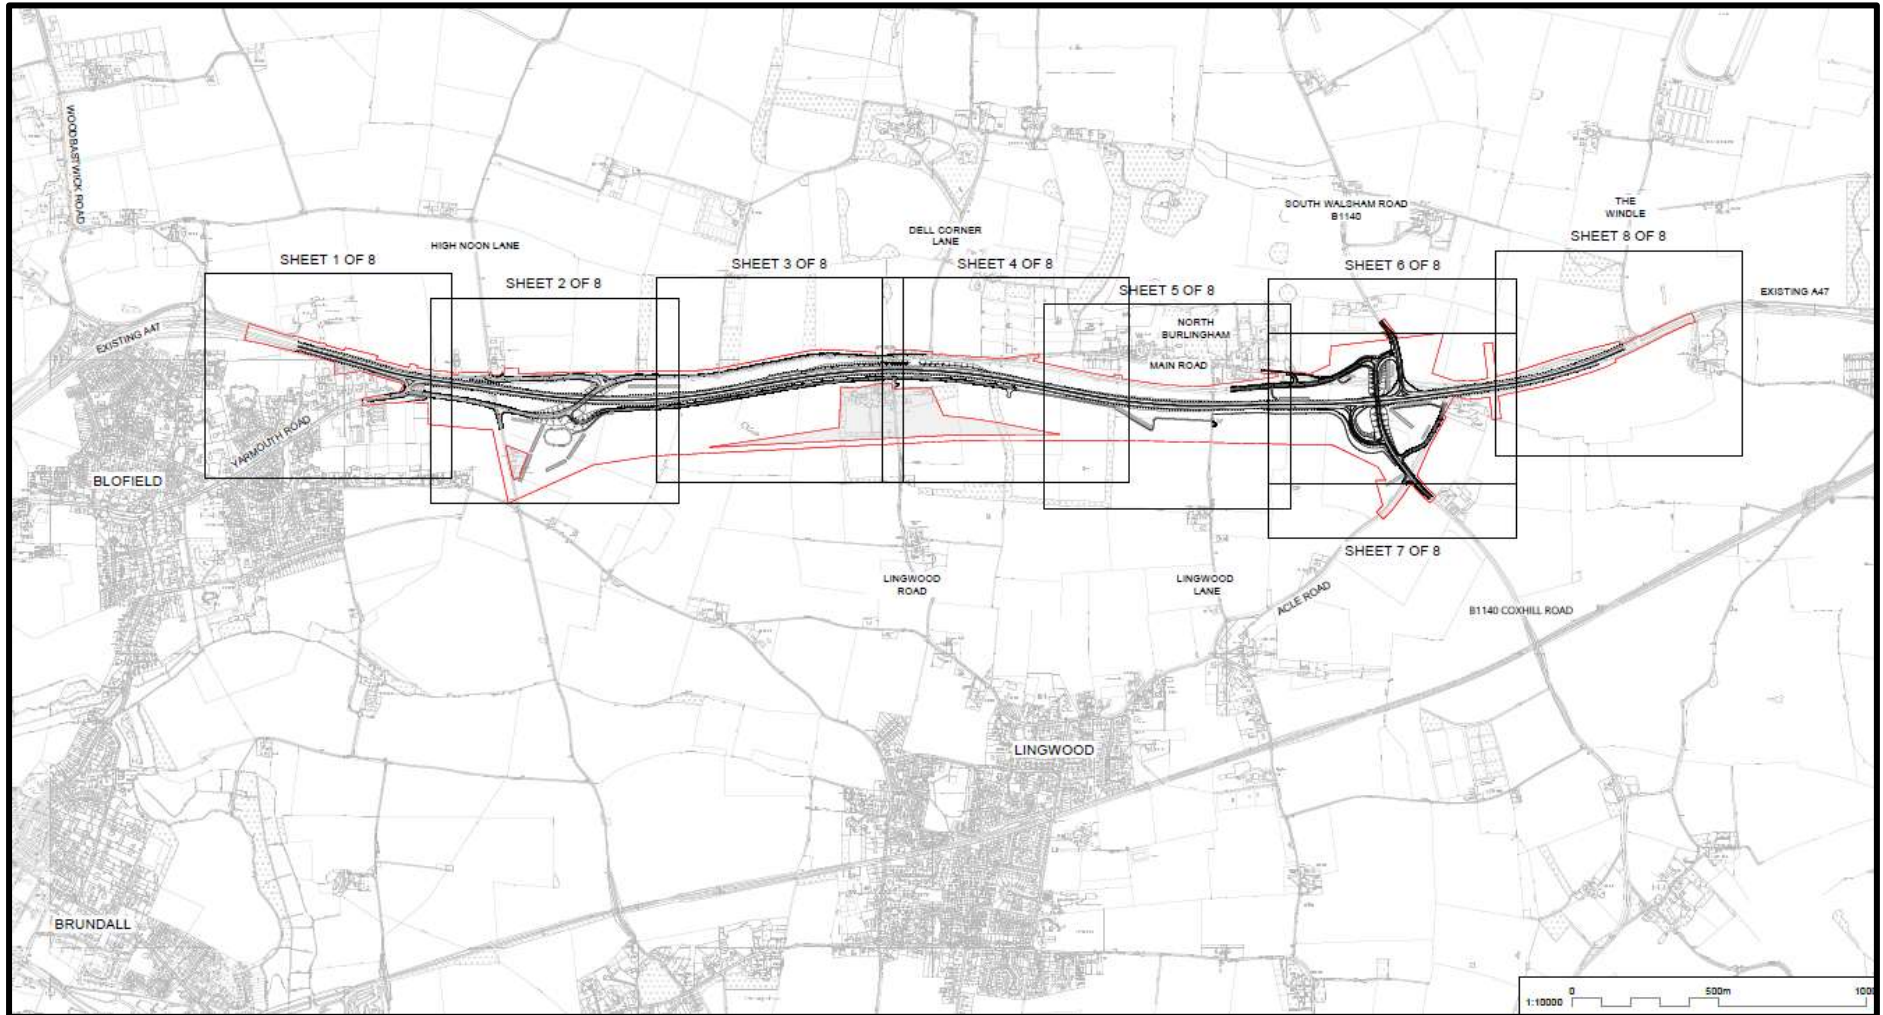 WOODBASTWICK ROAD
SOUTH WALSHAM ROAD
B1140
THE
WINDLE
HIGH NOON LANE
DELL CORNER
LANE
SHEET 1 OF 8
SHEET 2 OF 8
SHEET 3 OF 8
SHEET 4 OF 8
SHEET 5 OF 8
SHEET 6 OF 8
SHEET 8 OF 8
EXISTING A47
EXISTING A47
NORTH
BURLINGHAM
MAIN ROAD
YARMOUTH ROAD
BLOFIELD
SHEET 7 OF 8
LINGWOOD
ROAD
LINGWOOD
LANE
ACLE ROAD
B1140 COXHILL ROAD
LINGWOOD
BRUNDALL
1:10000
0
500m